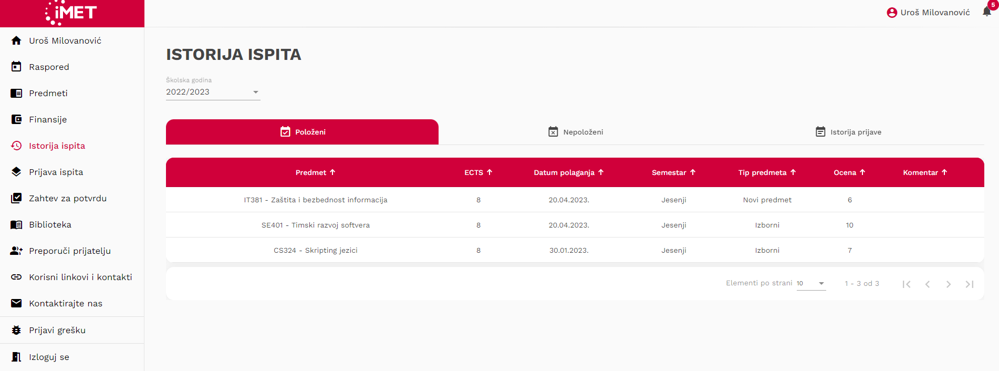 iMET
Uroš Milovanović
5
Uroš Milovanović
Raspored
Predmeti
Finansije
Istorija ispita
Prijava ispita
Zahtev za potvrdu
Biblioteka
Preporuči prijatelju
Korisni linkovi i kontakti
Kontaktirajte nas
Prijavi grešku
Izloguj se
ISTORIJA ISPITA
Školska godina
2022/2023
Položeni Nepoloženi Istorija prijave
Predmet ECTS Datum polaganja Semestar Tip predmeta Ocena Komentar
IT381 - Zaštita i bezbednost informacija 8 20.04.2023. Jesenji Novi predmet 6
SE401 - Timski razvoj softvera 8 20.04.2023. Jesenji Izborni 10
CS324 - Skripting jezici 8 30.01.2023. Jesenji Izborni 7
Elementi po strani 10 1 - 3 od 3